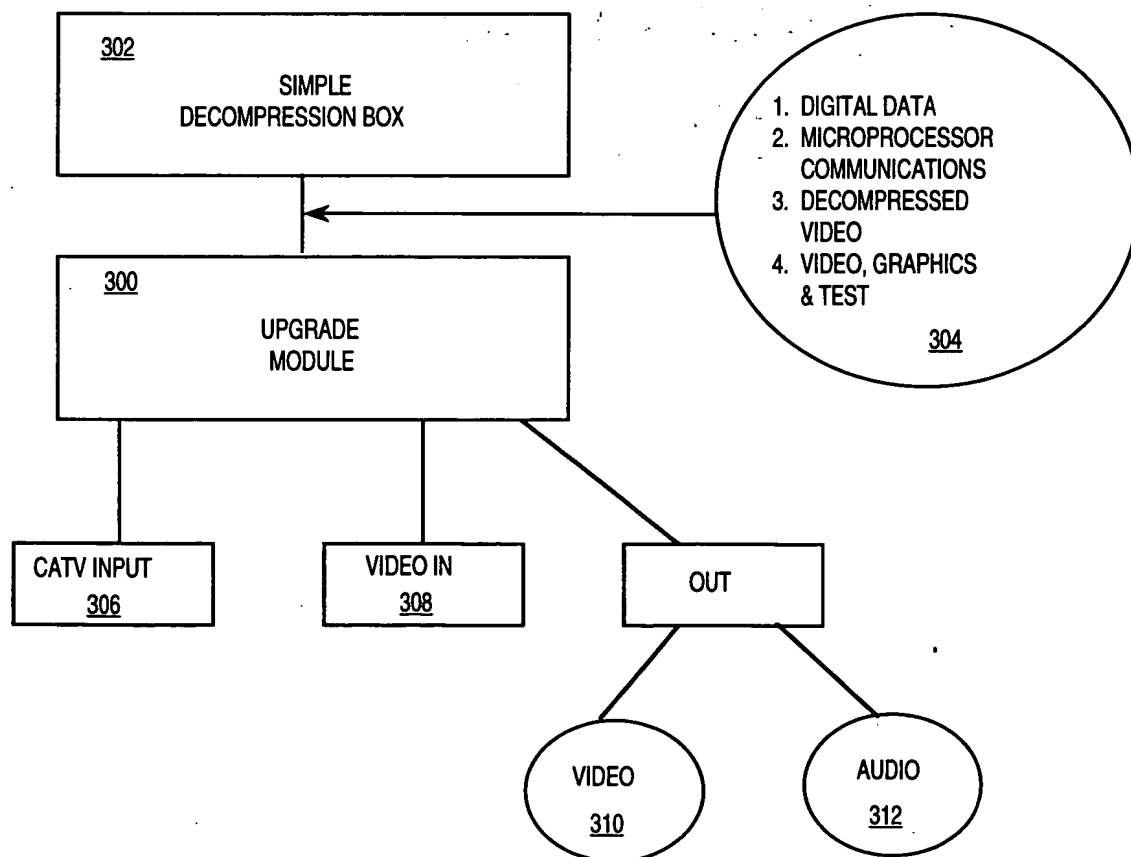 302
SIMPLE
DECOMPRESSION BOX
1. DIGITAL DATA
2. MICROPROCESSOR
COMMUNICATIONS
3. DECOMPRESSED
VIDEO
4. VIDEO, GRAPHICS
& TEST
304
300
UPGRADE
MODULE
CATV INPUT
306
VIDEO IN
308
OUT
VIDEO
310
AUDIO
312